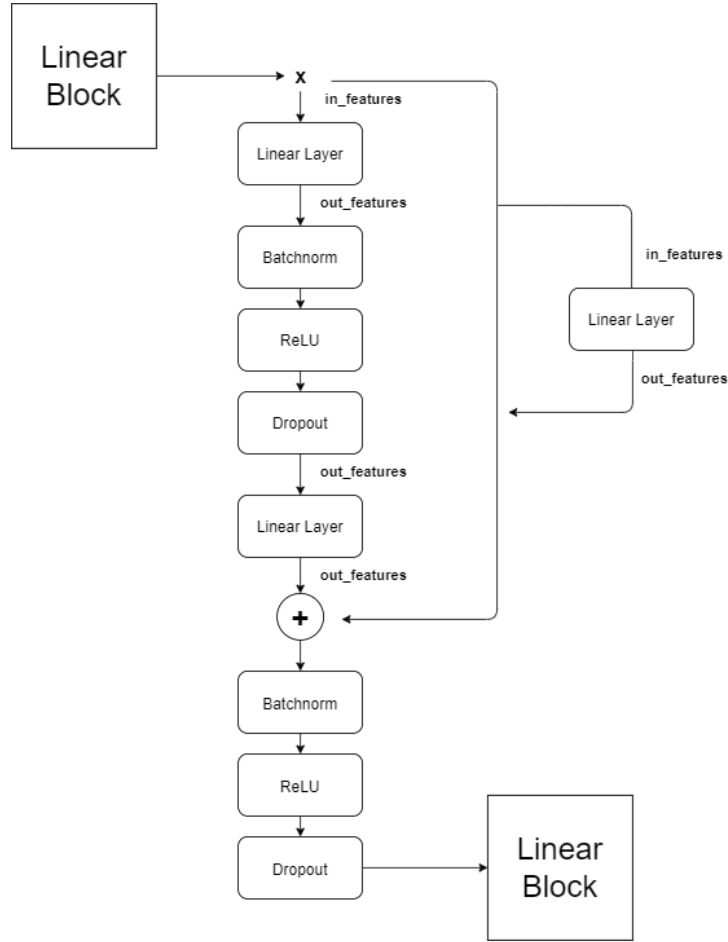 Linear
Block
x
in_features
Linear Layer
out_features
Batchnorm
in_features
ReLU
Linear Layer
out_features
Dropout
out_features
Linear Layer
out_features
+
Batchnorm
ReLU
Dropout
Linear
Block